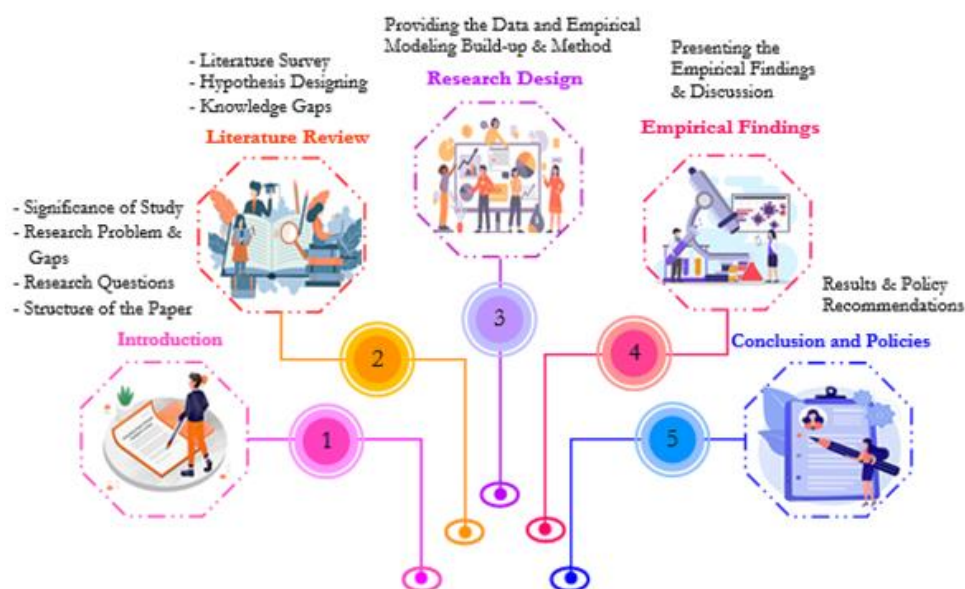 - Significance of Study
- Research Problem &
Gaps
- Research Questions
- Structure of the Paper
Introduction
1
- Literature Survey
- Hypothesis Designing
- Knowledge Gaps
Literature Review
2
Providing the Data and Empirical
Modeling Build-up & Method
Research Design
3
Presenting the
Empirical Findings
& Discussion
Empirical Findings
4
Results & Policy
Recommendations
Conclusion and Policies
5